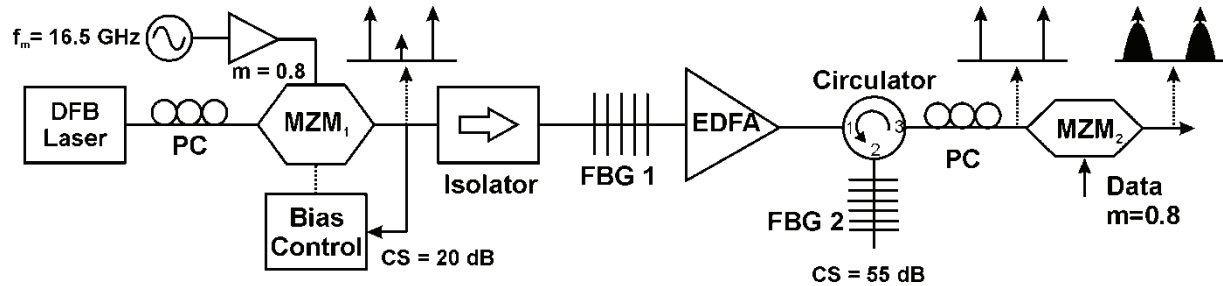 fm= 16.5 GHz
m = 0.8
DFB
Laser
PC
MZM1
Bias
Control
CS = 20 dB
Isolator
FBG 1
EDFA
Circulator
1
2
3
FBG 2
CS = 55 dB
PC
MZM2
Data
m=0.8